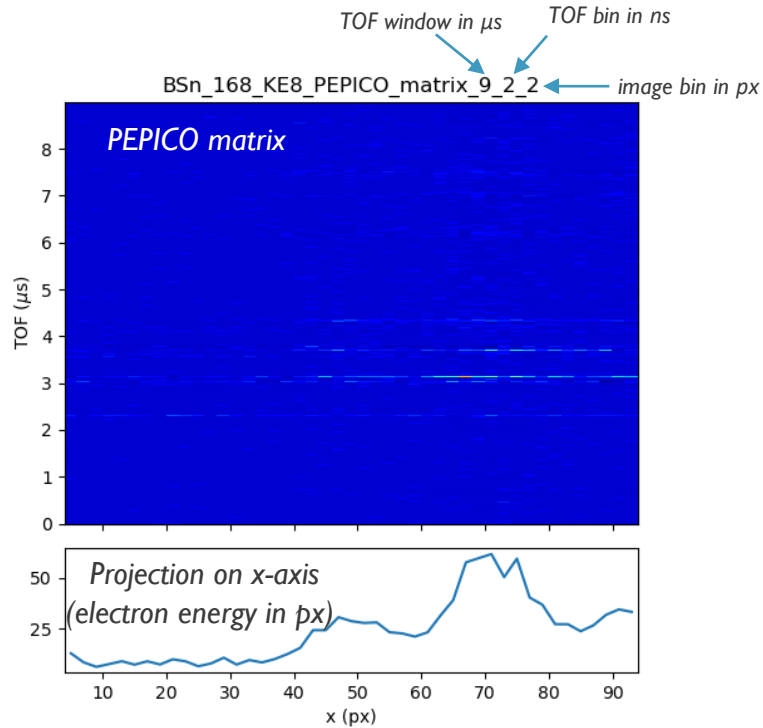 TOF window in μs
TOF bin in ns
BSn_168_KE8_PEPICO_matrix_9_2_2
image bin in px
PEPICO matrix
8
7
6
5
4
3
2
1
0
TOF (μs)
Projection on x-axis
(electron energy in px)
50
25
10 20 30 40 50 60 70 80 90
x (px)